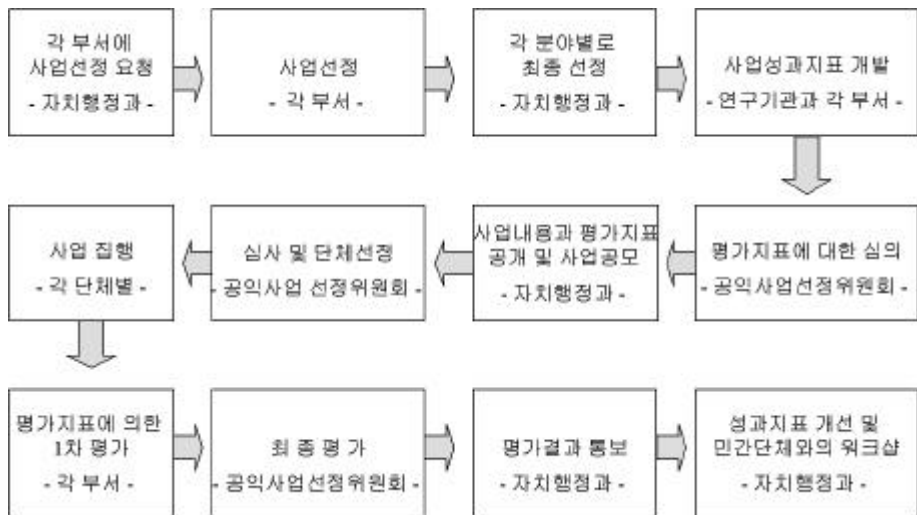 각 부서에
사업선정 요청
- 자치행정과 -
사업선정
- 각 부서 -
각 분야별로
최종 선정
- 자치행정과 -
사업성과지표 개발
- 연구기관과 각 부서 -
평가지표에 대한 심의
- 공익사업선정위원회 -
사업내용과 평가지표
공개 및 사업공모
- 자치행정과 -
심사 및 단체선정
- 공익사업 선정위원회 -
사업 집행
- 각 단체별 -
평가지표에 의한
1차 평가
- 각 부서 -
최 종 평 가
- 공익사업선정위원회 -
평가결과 통보
- 자치행정과 -
성과지표 개선 및
민간단체와의 워크샵
- 자치행정과 -